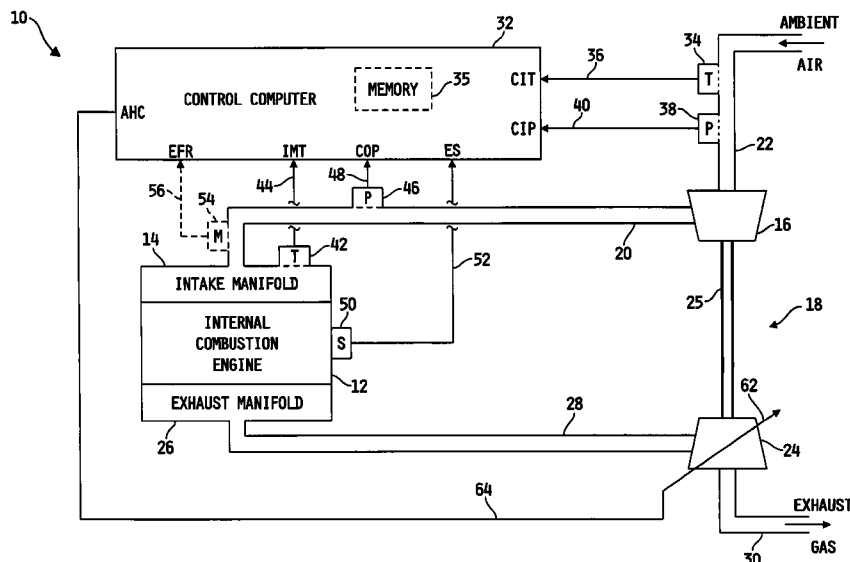 10
32
AMBIENT
AIR
34
T
36
MEMORY
35
CIT
CONTROL COMPUTER
AHC
38
P
40
CIP
EFR
IMT
COP
ES
22
56
44
48
46
P
54
M
42
T
14
20
16
52
INTAKE MANIFOLD
25
18
50
S
INTERNAL
COMBUSTION
ENGINE
12
62
EXHAUST MANIFOLD
28
26
24
64
EXHAUST
GAS
30